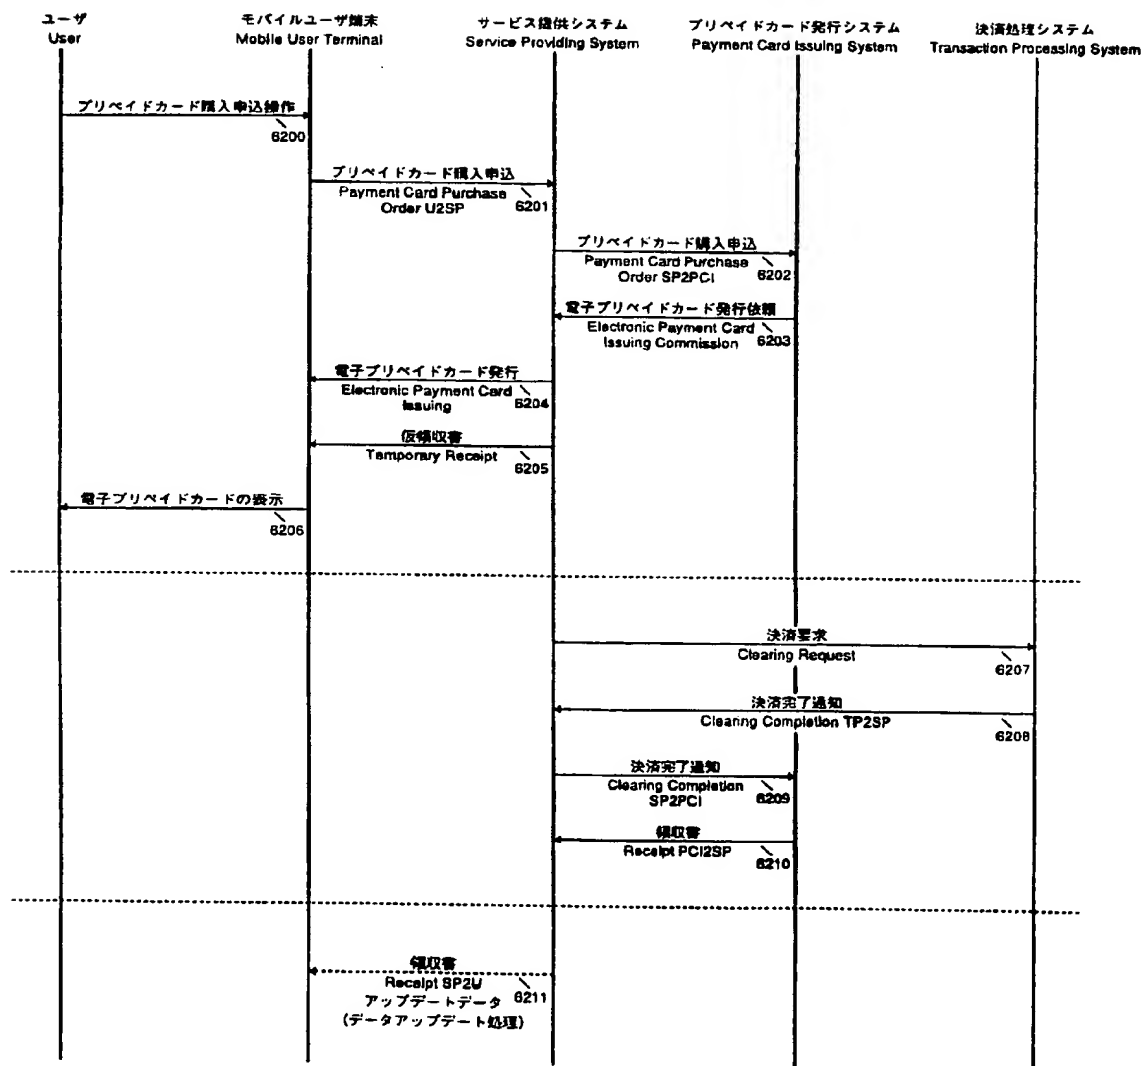 ユーザ
User
モバイルユーザ端末
Mobile User Terminal
サービス提供システム
Service Providing System
プリペイドカード発行システム
Payment Card Issuing System
決済処理システム
Transaction Processing System
プリペイドカード購入申込操作
6200
プリペイドカード購入申込
Payment Card Purchase
Order U2SP
6201
プリペイドカード購入申込
Payment Card Purchase
Order SP2PCI
6202
電子プリペイドカード発行依頼
Electronic Payment Card
Issuing Commission
6203
電子プリペイドカード発行
Electronic Payment Card
Issuing
6204
仮領収書
Temporary Receipt
6205
電子プリペイドカードの表示
6206
決済要求
Clearing Request
6207
決済完了通知
Clearing Completion TP2SP
6208
決済完了通知
Clearing Completion
SP2PCI
6209
領収書
Receipt PCI2SP
6210
領収書
Receipt SP2U
6211
アップデートデータ
(データアップデート処理)